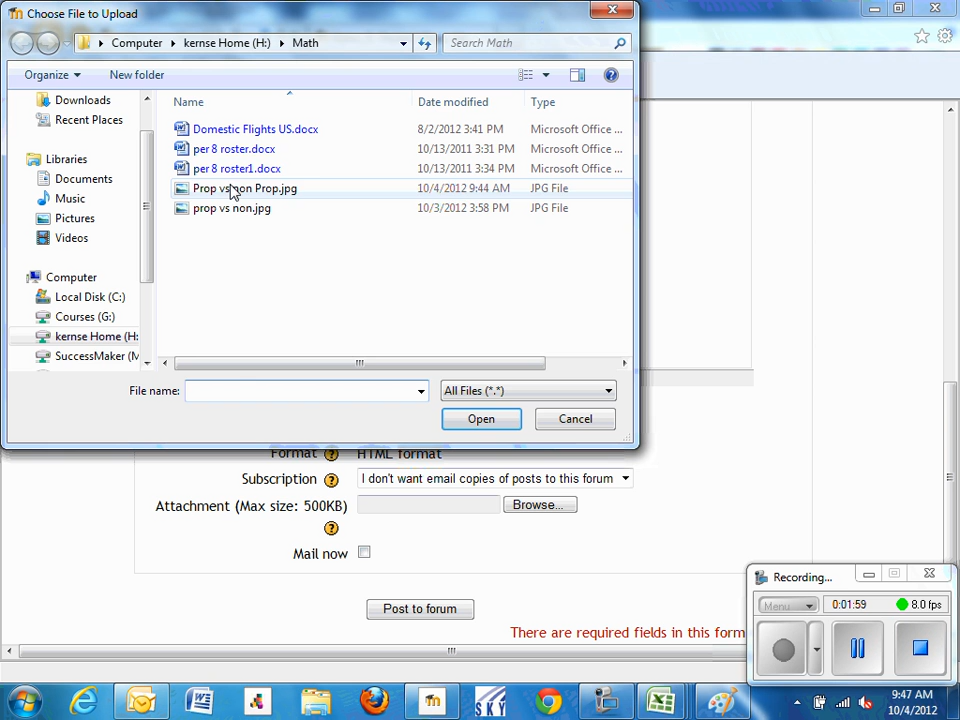 Choose File to Upload
Computer
kernse Home (H:)
Math
Search Math
Organize
New folder
Name
Date modified
Type
Downloads
Recent Places
Libraries
Documents
Music
Pictures
Videos
Computer
Local Disk (C:)
Courses (G:)
kernse Home (H:
SuccessMaker (M
Domestic Flights US.docx 8/2/2012 3:41 PM Microsoft Office ...
per 8 roster.docx 10/13/2011 3:31 PM Microsoft Office ...
per 8 roster1.docx 10/13/2011 3:34 PM Microsoft Office ...
Prop vs non Prop.jpg 10/4/2012 9:44 AM JPG File
prop vs non.jpg 10/3/2012 3:58 PM JPG File
File name:
All Files (*.*)
Open
Cancel
Format ? HTML format
Subscription ? I don't want email copies of posts to this forum
Attachment (Max size: 500KB) Browse...
?
Mail now
Post to forum
There are required fields in this form
Recording...
Menu 0:01:59 8.0 fps
SKY
9:47 AM
10/4/2012